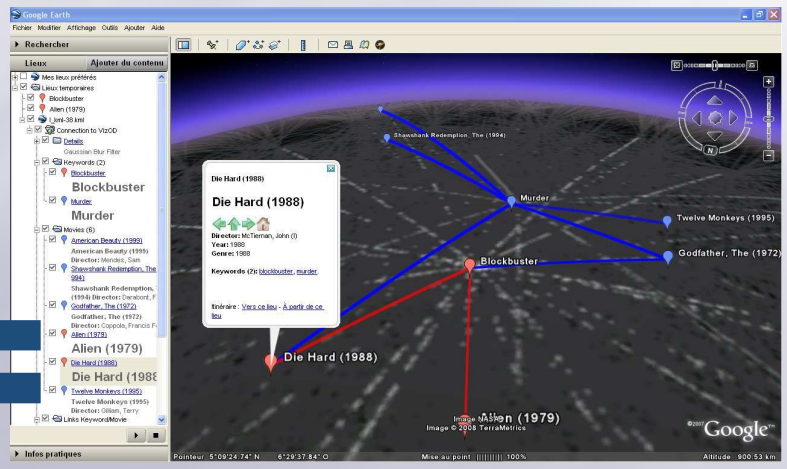 Google Earth
Fichier Modifier Affichage Outils Ajouter Aide
Rechercher
Lieux Ajouter du contenu
Mes lieux préférés
Lieux temporaires
Blockbuster
Alien (1979)
l_kml-38.kml
Connection to VizOD
Details
Gaussian Blur Filter
Keywords (2)
Blockbuster
Blockbuster
Murder
Murder
Movies (6)
American Beauty (1999)
American Beauty (1999)
Director: Mendes, Sam
Shawshank Redemption, The
994)
Shawshank Redemption,
(1994) Director: Darabont, F
Godfather, The (1972)
Godfather, The (1972)
Director: Coppola, Francis F
Alien (1979)
Alien (1979)
Die Hard (1988)
Die Hard (1988
Twelve Monkeys (1995)
Twelve Monkeys (1995)
Director: Gilliam, Terry
Links Keyword/Movie
Infos pratiques
Die Hard (1988)
Die Hard (1988)
Director: McTiernan, John (I)
Year: 1988
Genre: 1988
Keywords (2): blockbuster, murder.
Itinéraire : Vers ce lieu - À partir de ce
lieu
Shawshank Redemption, The (1994)
Murder
Twelve Monkeys (1995)
Godfather, The (1972)
Blockbuster
Die Hard (1988)
Alien (1979)
Image NASA
Image © 2008 TerraMetrics
©2007 Google™
N
Pointeur 5°09'24.74" N 6°29'37.84" O Mise au point |||||||||| 100% Altitude 900.53 km